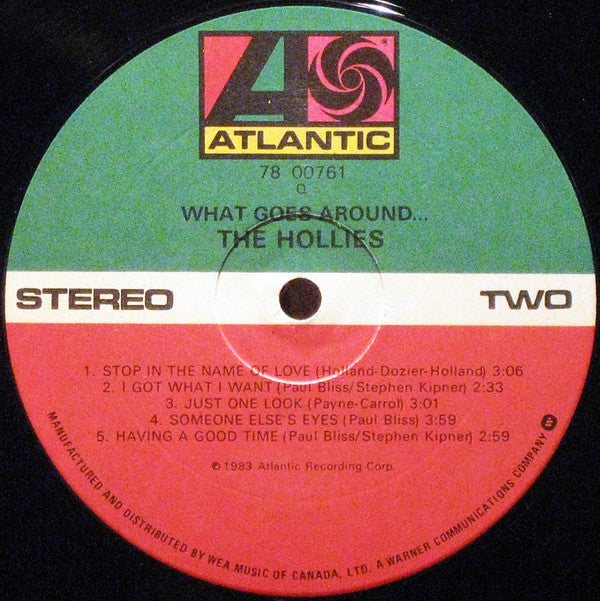 ATLANTIC
78 00761
WHAT GOES AROUND...
THE HOLLIES
STEREO TWO
1. STOP IN THE NAME OF LOVE (Holland-Dozier-Holland) 3:06
2. I GOT WHAT I WANT (Paul Bliss/Stephen Kipner) 2:33
3. JUST ONE LOOK (Payne-Carrol) 3:01
4. SOMEONE ELSE'S EYES (Paul Bliss) 3:59
5. HAVING A GOOD TIME (Paul Bliss/Stephen Kipner) 2:59
℗ 1983 Atlantic Recording Corp.
MANUFACTURED AND DISTRIBUTED BY WEA MUSIC OF CANADA, LTD. A WARNER COMMUNICATIONS COMPANY